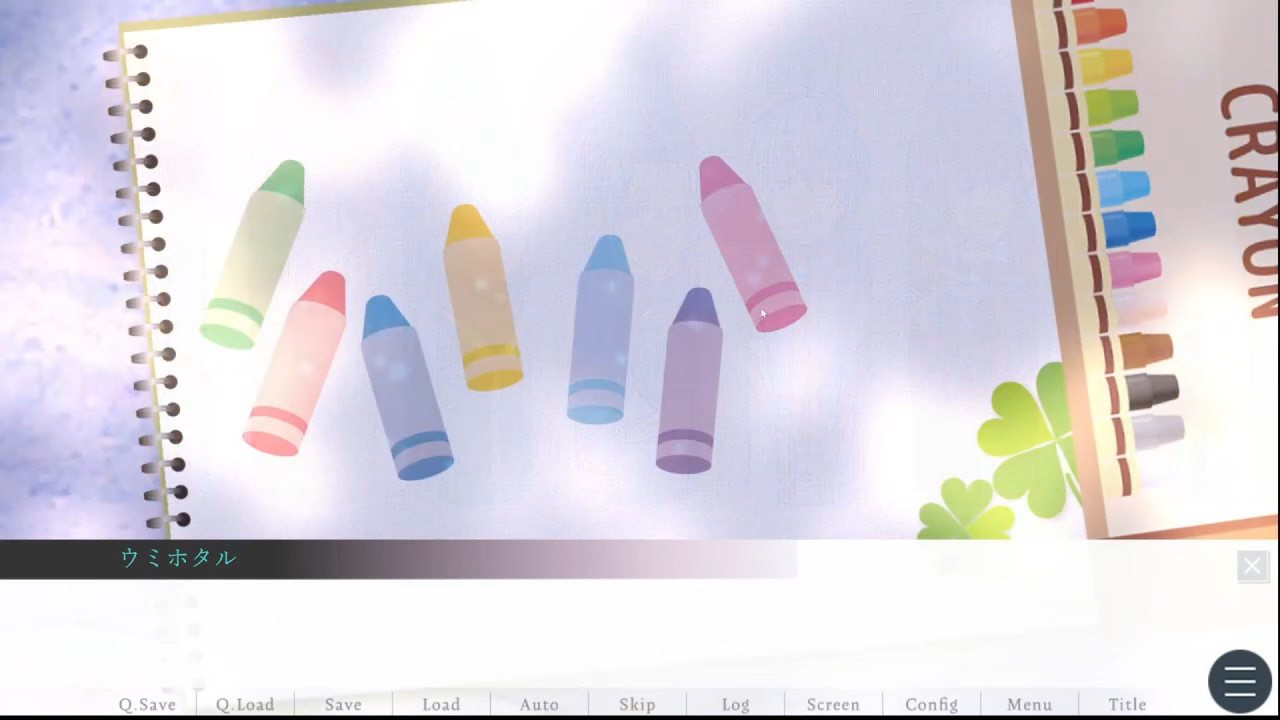 CRAYON
ウミホタル
Q.Save
Q.Load
Save
Load
Auto
Skip
Log
Screen
Config
Menu
Title